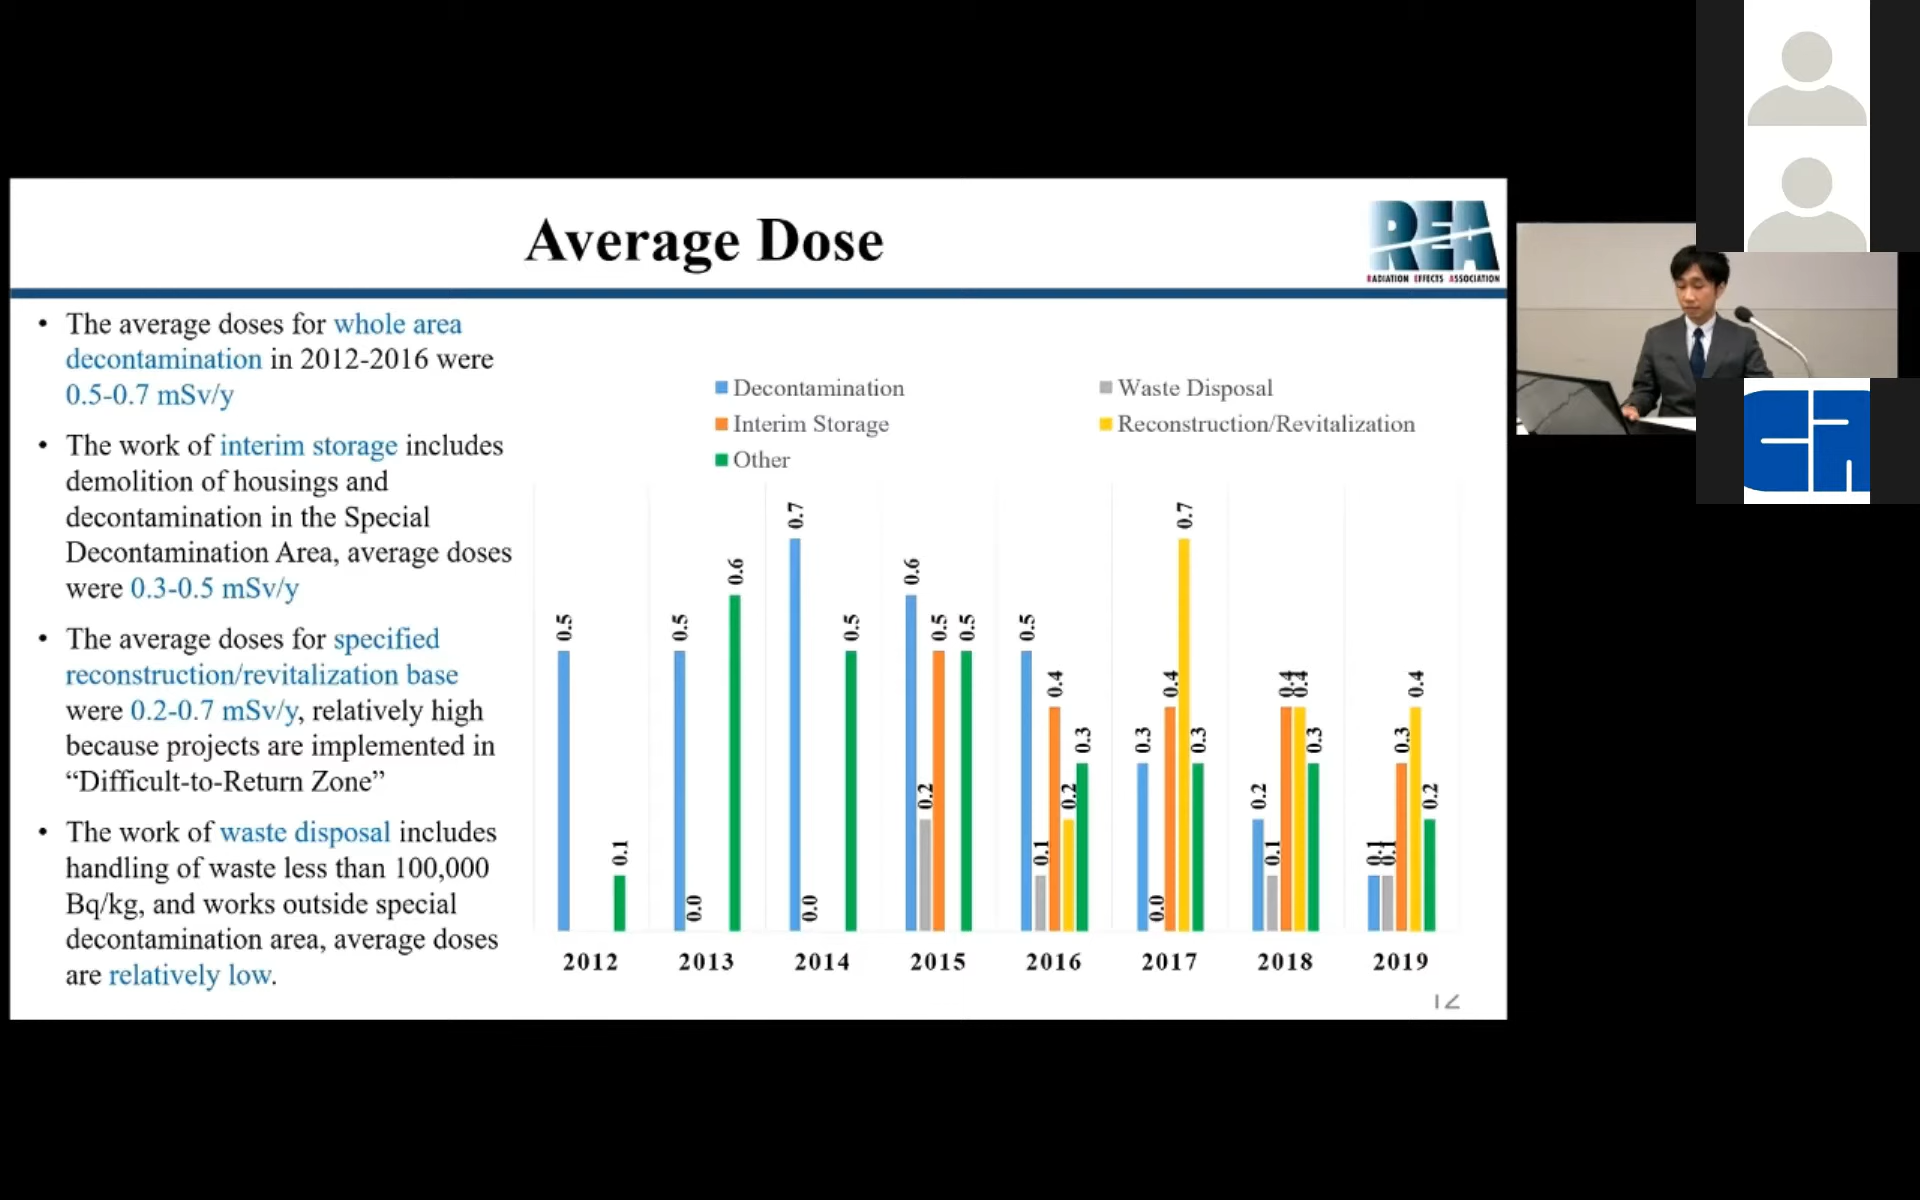 Average Dose
REA
RADIATION EFFECTS ASSOCIATION
• The average doses for whole area
decontamination in 2012-2016 were
0.5-0.7 mSv/y
• The work of interim storage includes
demolition of housings and
decontamination in the Special
Decontamination Area, average doses
were 0.3-0.5 mSv/y
• The average doses for specified
reconstruction/revitalization base
were 0.2-0.7 mSv/y, relatively high
because projects are implemented in
“Difficult-to-Return Zone”
• The work of waste disposal includes
handling of waste less than 100,000
Bq/kg, and works outside special
decontamination area, average doses
are relatively low.
Decontamination
Waste Disposal
Interim Storage
Reconstruction/Revitalization
Other
0.5 0.1
0.5 0.0 0.6
0.7 0.0 0.5
0.6 0.2 0.5 0.5
0.5 0.1 0.4 0.2 0.3
0.3 0.0 0.4 0.7 0.3
0.2 0.1 0.4 0.4 0.3
0.1 0.1 0.3 0.4 0.2
2012 2013 2014 2015 2016 2017 2018 2019